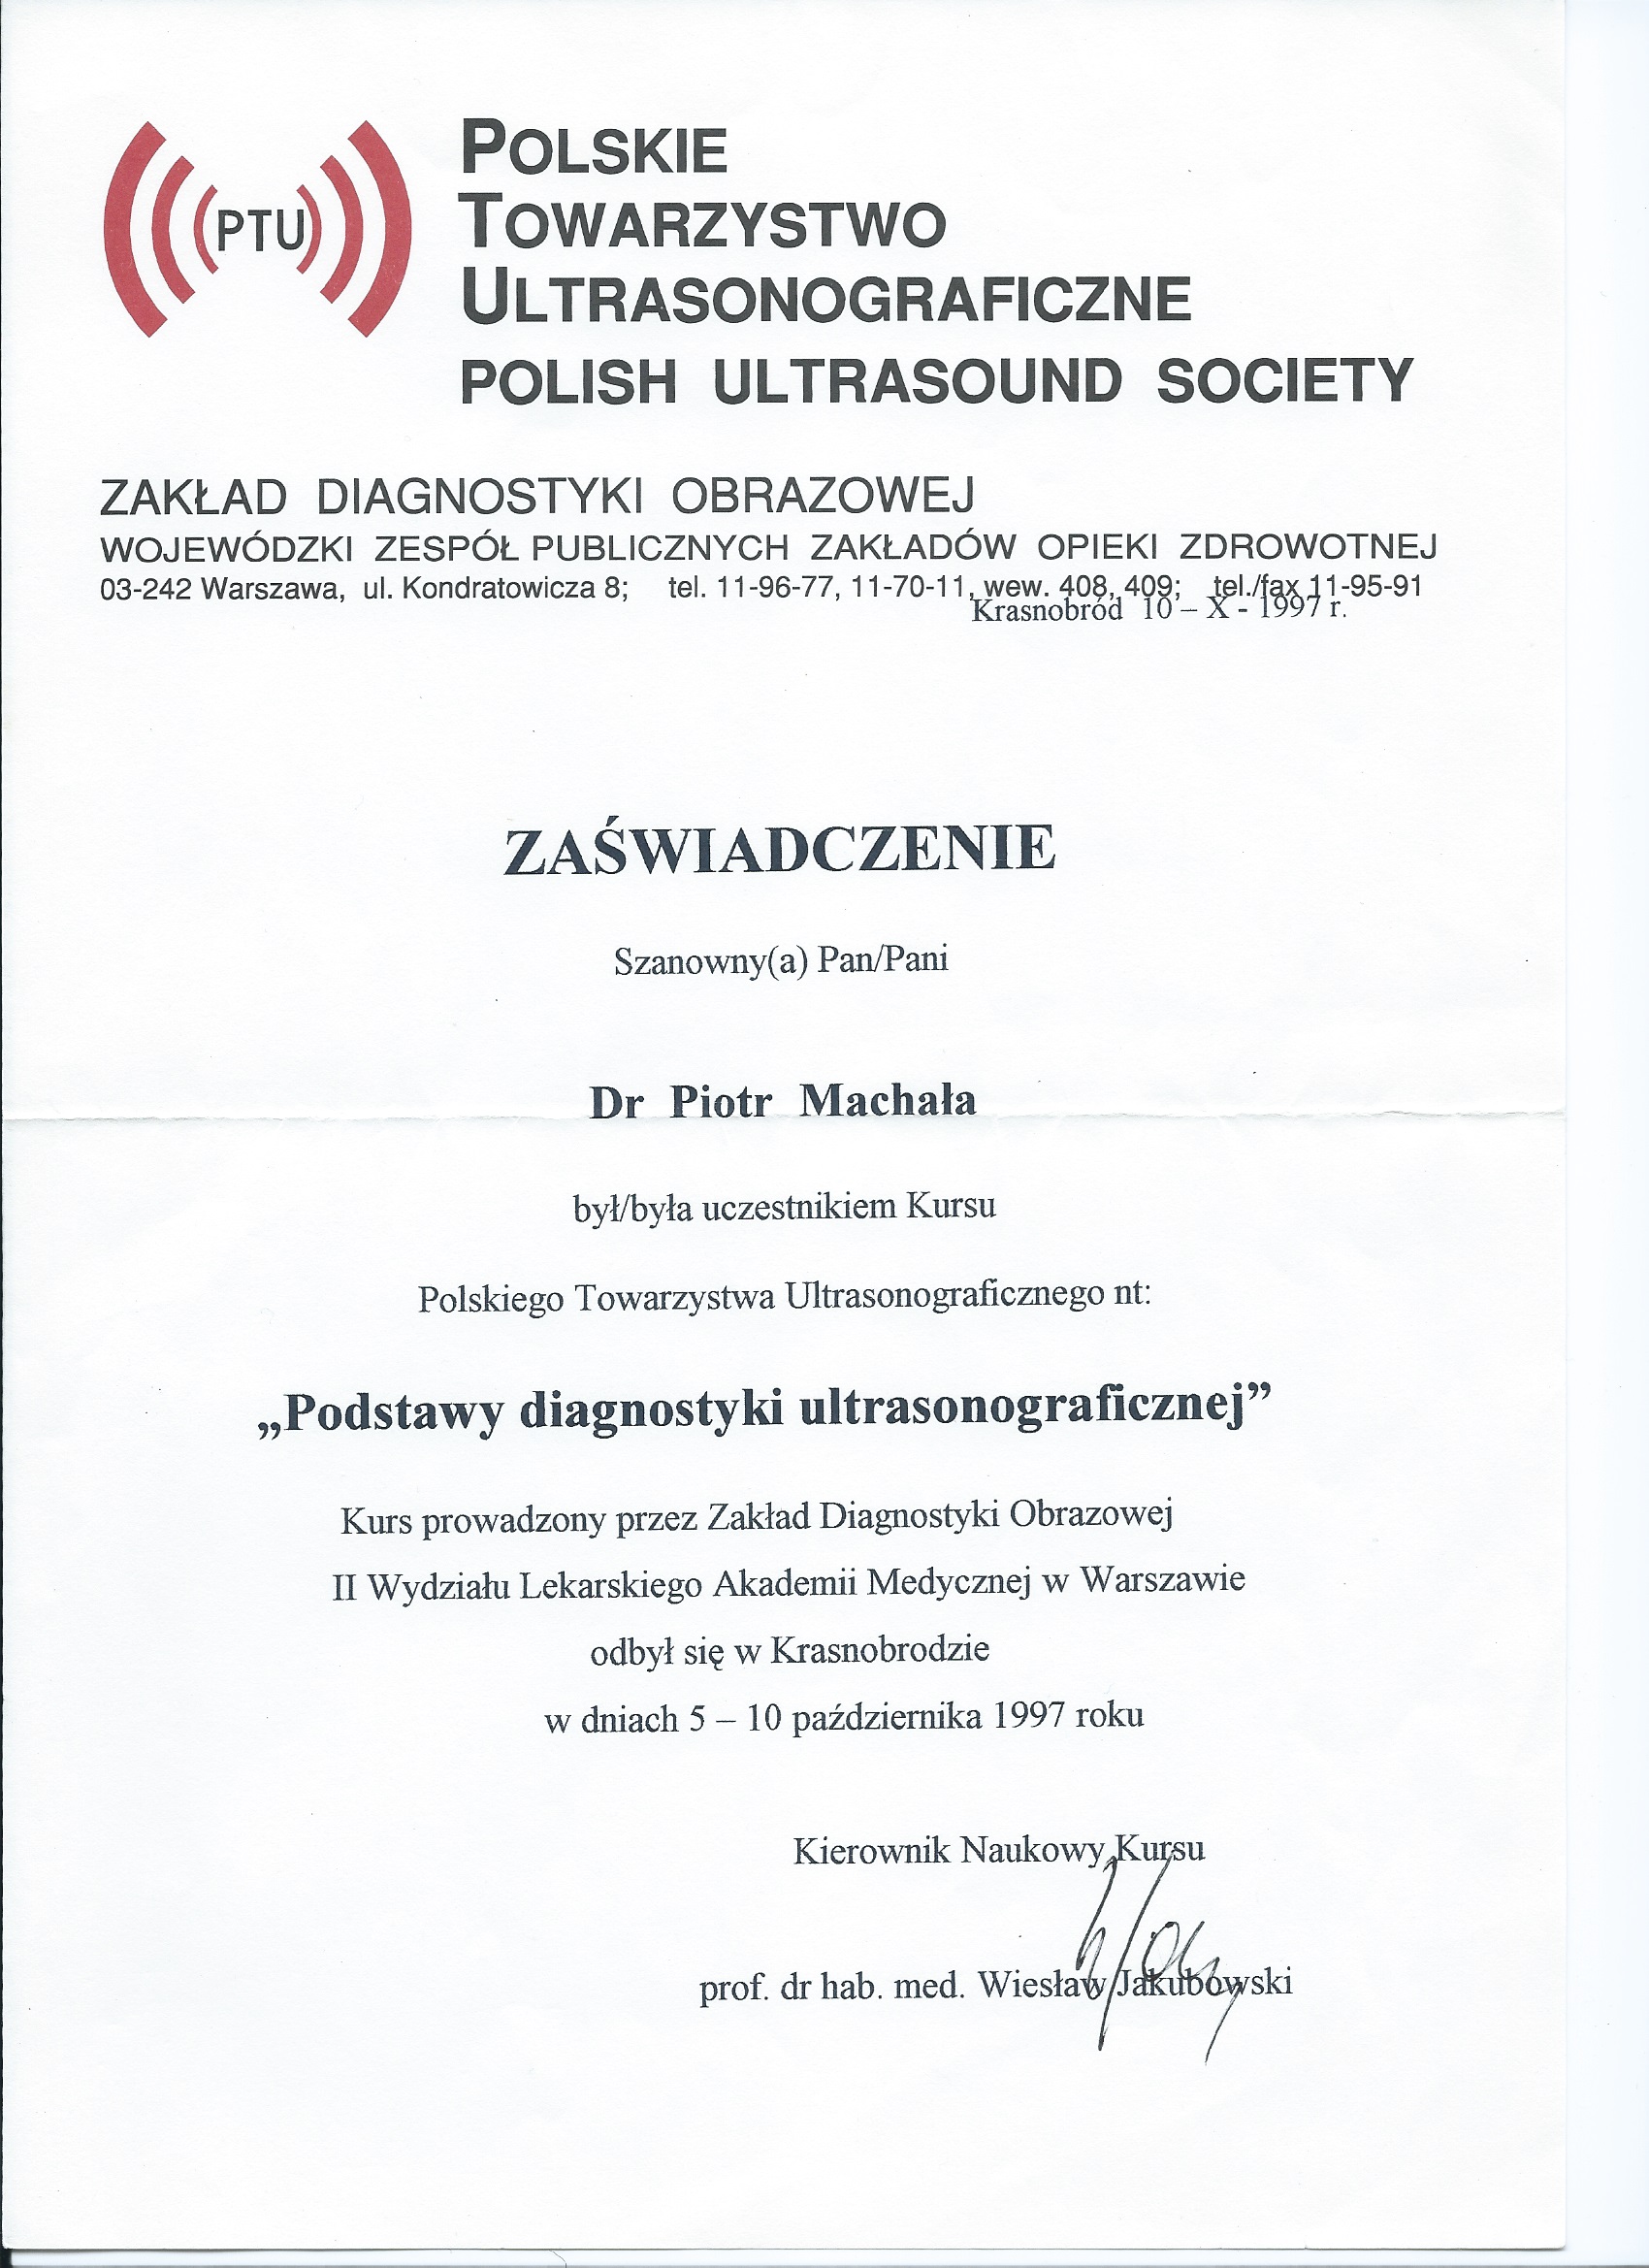 PTU
POLSKIE
TOWARZYSTWO
ULTRASONOGRAFICZNE
POLISH ULTRASOUND SOCIETY
ZAKŁAD DIAGNOSTYKI OBRAZOWEJ
WOJEWÓDZKI ZESPÓŁ PUBLICZNYCH ZAKŁADÓW OPIEKI ZDROWOTNEJ
03-242 Warszawa, ul. Kondratowicza 8; tel. 11-96-77, 11-70-11, wew. 408, 409; tel./fax 11-95-91
Krasnobród 10 – X - 1997 r.
ZAŚWIADCZENIE
Szanowny(a) Pan/Pani
Dr Piotr Machała
był/była uczestnikiem Kursu
Polskiego Towarzystwa Ultrasonograficznego nt:
„Podstawy diagnostyki ultrasonograficznej”
Kurs prowadzony przez Zakład Diagnostyki Obrazowej
II Wydziału Lekarskiego Akademii Medycznej w Warszawie
odbył się w Krasnobrodzie
w dniach 5 – 10 października 1997 roku
Kierownik Naukowy Kursu
prof. dr hab. med. Wiesław Jakubowski